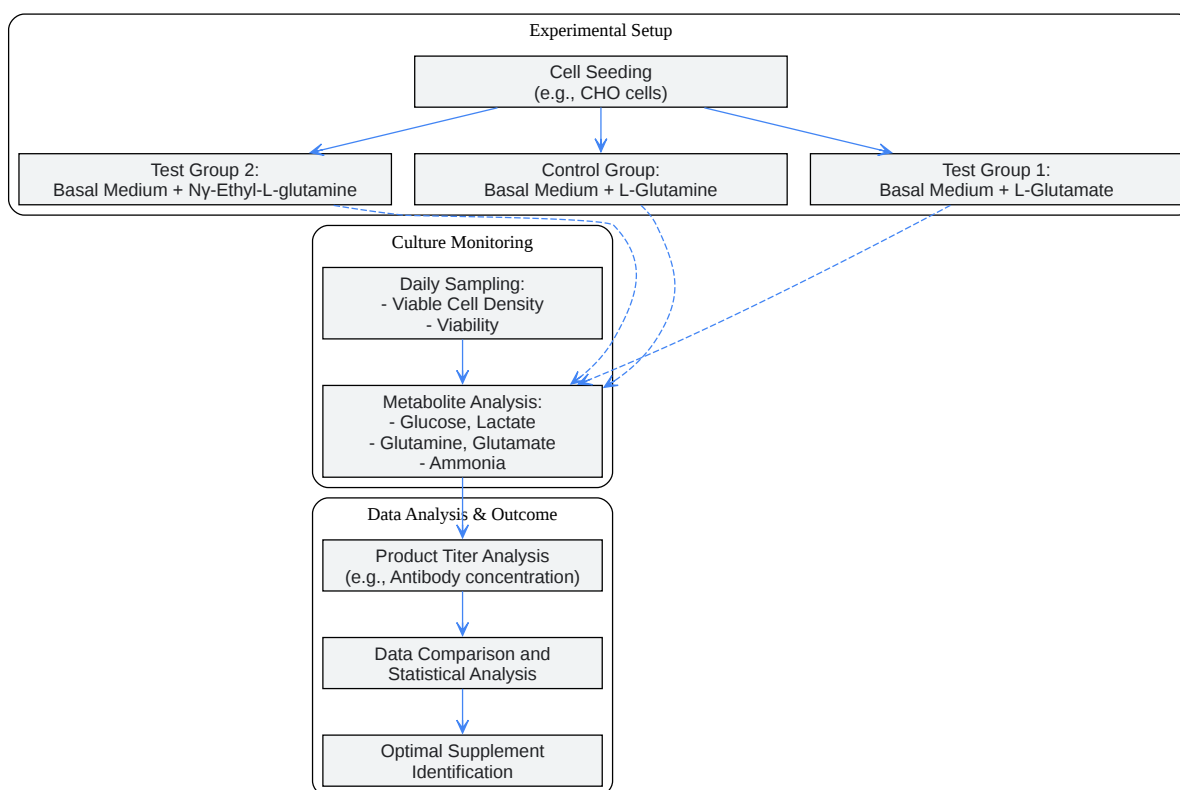 Experimental Setup
Cell Seeding
(e.g., CHO cells)
Test Group 2:
Basal Medium + Nγ-Ethyl-L-glutamine
Control Group:
Basal Medium + L-Glutamine
Test Group 1:
Basal Medium + L-Glutamate
Culture Monitoring
Daily Sampling:
- Viable Cell Density
- Viability
Metabolite Analysis:
- Glucose, Lactate
- Glutamine, Glutamate
- Ammonia
Data Analysis & Outcome
Product Titer Analysis
(e.g., Antibody concentration)
Data Comparison and
Statistical Analysis
Optimal Supplement
Identification